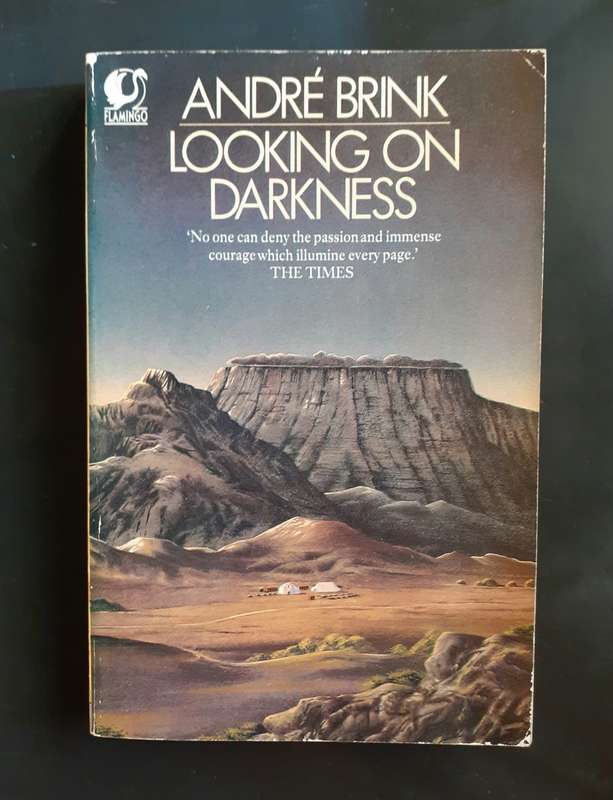 FLAMINGO
ANDRÉ BRINK
LOOKING ON
DARKNESS
‘No one can deny the passion and immense
courage which illumine every page.’
THE TIMES